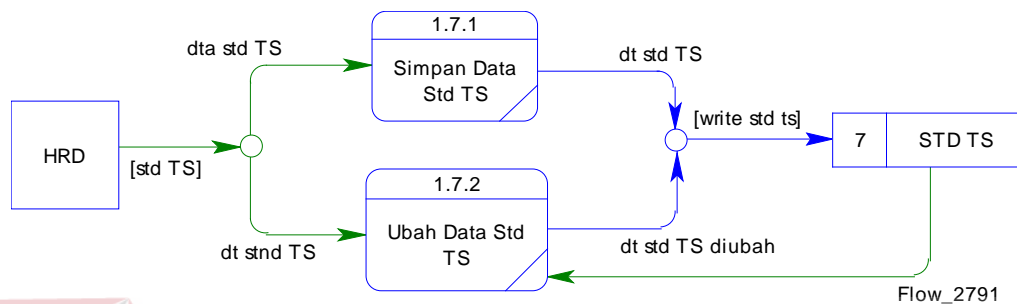 1.7.1
dta std TS
Simpan Data
Std TS
dt std TS
HRD
[std TS]
[write std ts]
7
STD TS
1.7.2
Ubah Data Std
TS
dt stnd TS
dt std TS diubah
Flow_2791